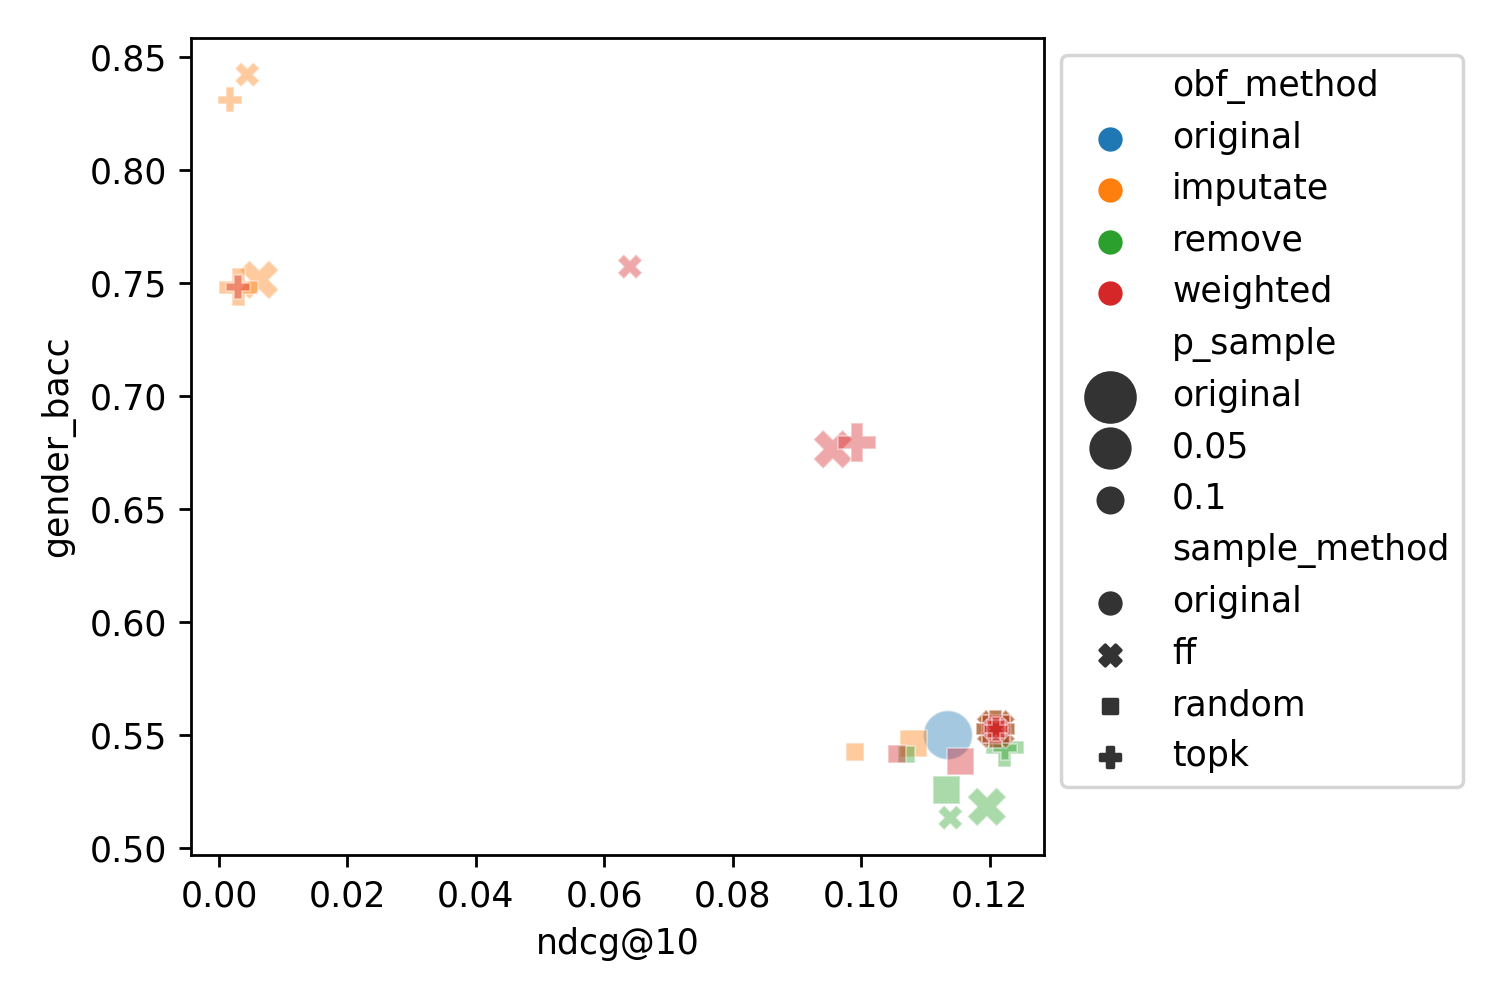 0.85
0.80
0.75
0.70
0.65
0.60
0.55
0.50
gender_bacc
0.00 0.02 0.04 0.06 0.08 0.10 0.12
ndcg@10
obf_method
original
imputate
remove
weighted
p_sample
original
0.05
0.1
sample_method
original
ff
random
topk